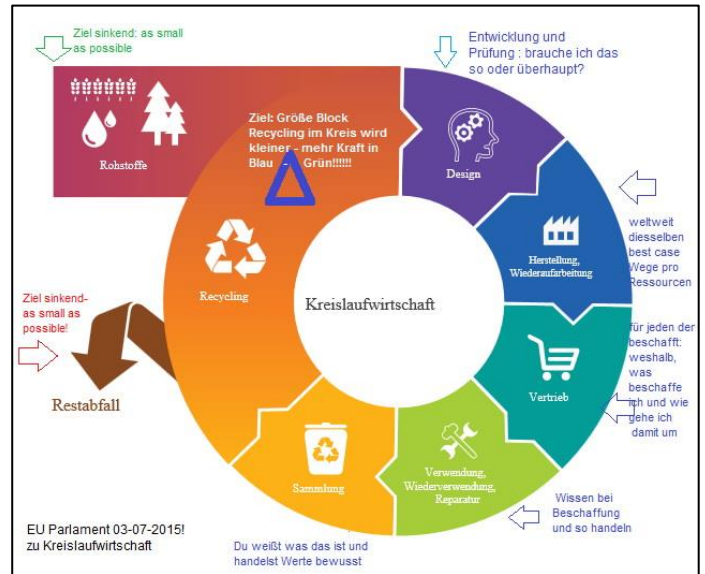 Ziel sinkend: as small
as possible
Entwicklung und
Prüfung : brauche ich das
so oder überhaupt?
Rohstoffe
Ziel: Größe Block
Recycling im Kreis wird
kleiner - mehr Kraft in
Blau - Grün!!!!!!
Design
Herstellung,
Wiederaufarbeitung
weltweit
diesselben
best case
Wege pro
Ressourcen
Recycling
Kreislaufwirtschaft
Ziel sinkend-
as small as
possible!
Restabfall
Vertrieb
für jeden der
beschafft:
weshalb,
was
beschaffe
ich und wie
gehe ich
damit um
Sammlung
Verwendung,
Wiederverwendung,
Reparatur
Wissen bei
Beschaffung
und so handeln
EU Parlament 03-07-2015!
zu Kreislaufwirtschaft
Du weißt was das ist und
handelst Werte bewusst